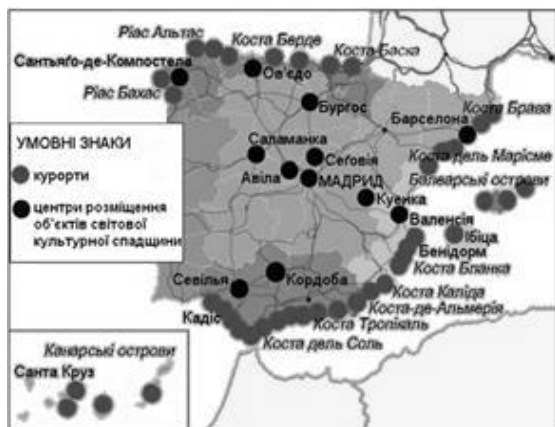 Ріас Альтас
Коста Верде
Коста-Баска
Сантьяґо-де-Компостела
Ов'єдо
Ріас Бахас
Бургос
Коста Брава
Барселона
УМОВНІ ЗНАКИ
курорти
центри розміщення
об'єктів світової
культурної спадщини
Саламанка
Сеґовія
Коста дель Марісме
Авіла
МАДРИД
Балеарські острови
Куенка
Валенсія
Ібіца
Бенідорм
Коста Бланка
Севілья
Кордоба
Коста Каліда
Коста-де-Альмерія
Кадіс
Коста Тропікаль
Коста дель Соль
Канарські острови
Санта Круз